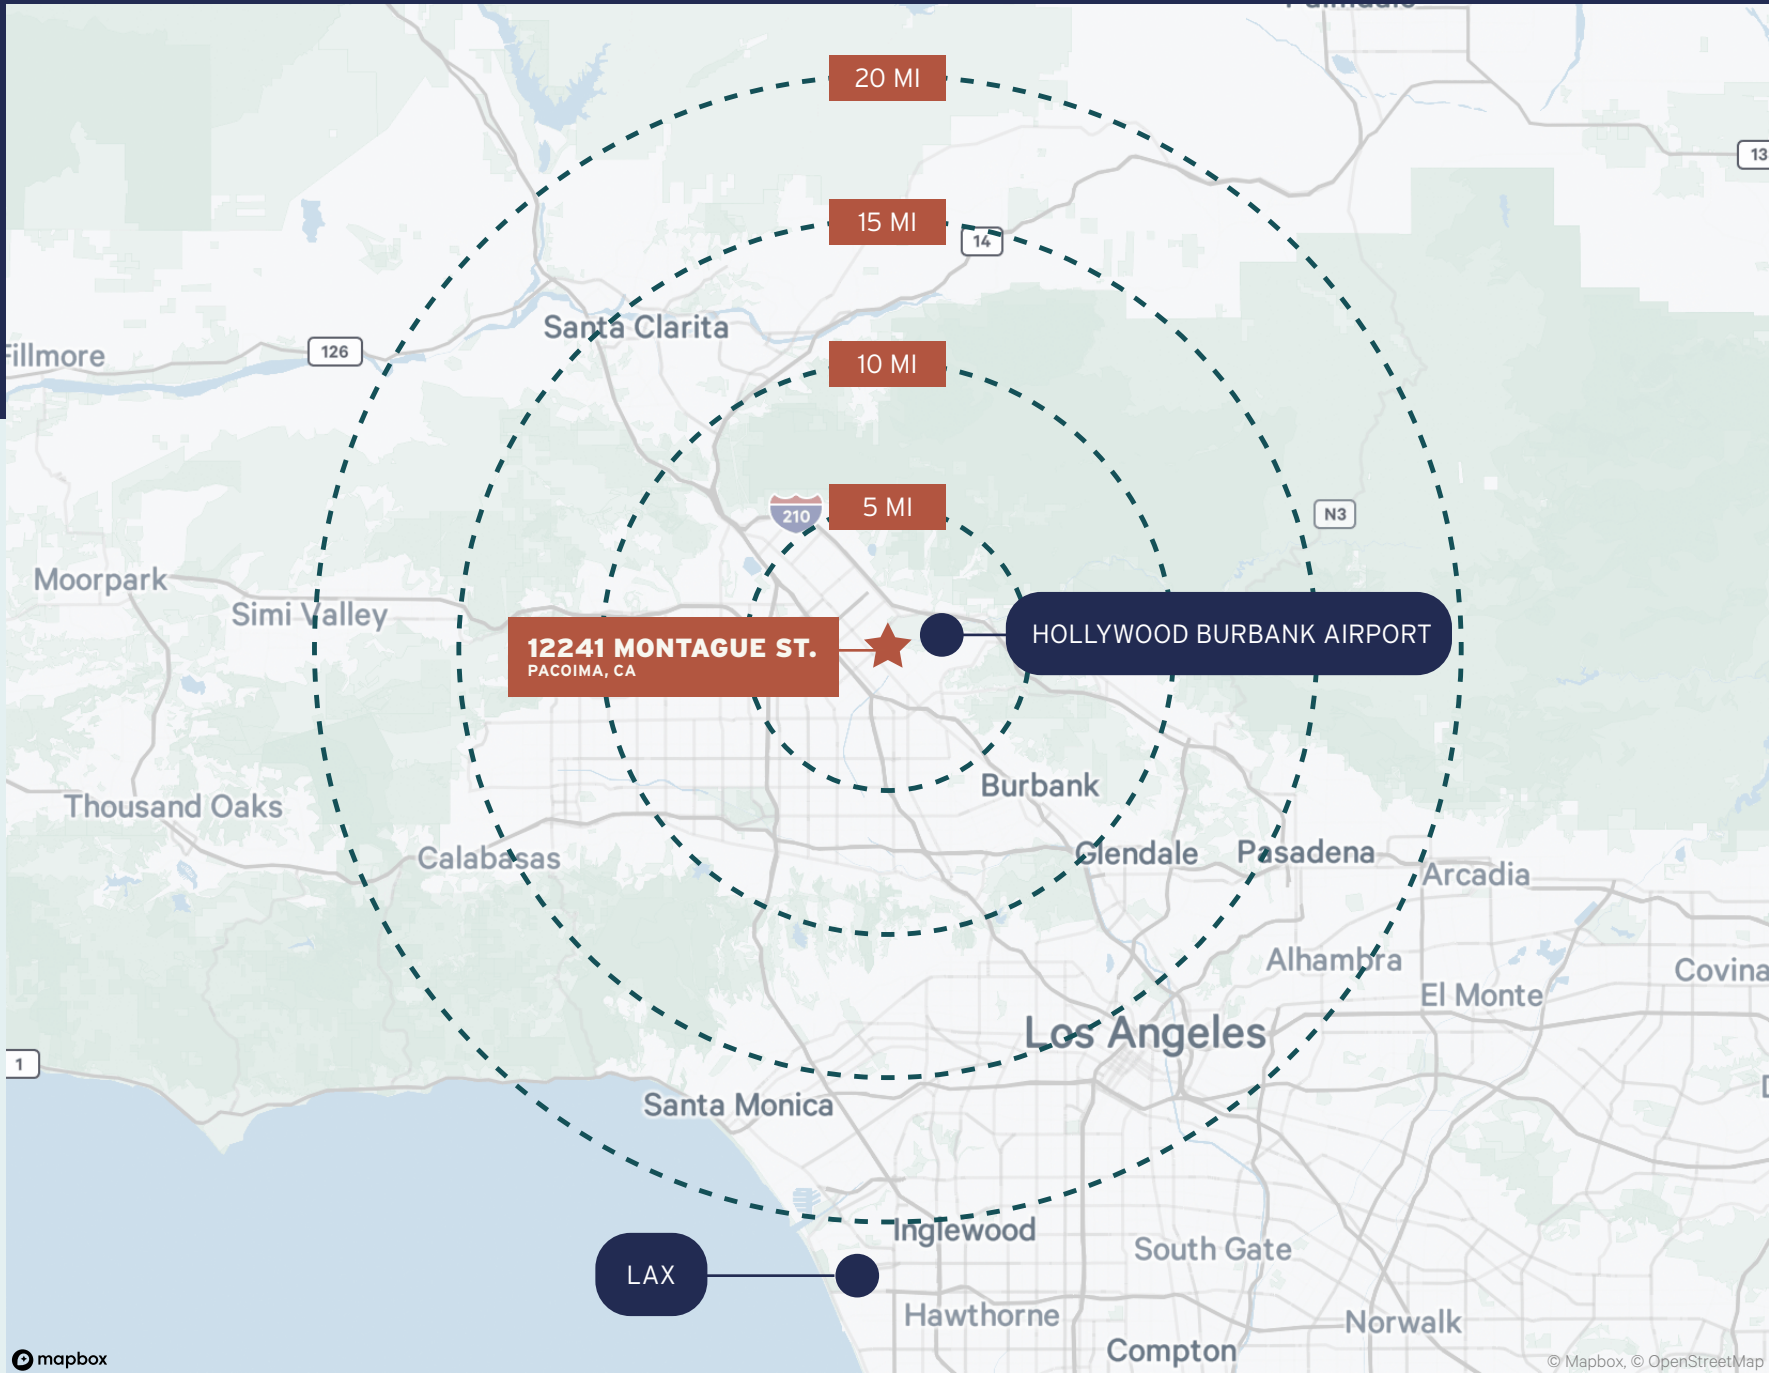 Palmdale
20 MI
13
15 MI
14
Santa Clarita
126
Fillmore
10 MI
5 MI
210
N3
Moorpark
Simi Valley
HOLLYWOOD BURBANK AIRPORT
12241 MONTAGUE ST.
PACOIMA, CA
Burbank
Thousand Oaks
Calabasas
Glendale
Pasadena
Arcadia
Alhambra
Covina
El Monte
Los Angeles
1
Santa Monica
Inglewood
South Gate
LAX
Hawthorne
Norwalk
Compton
mapbox
© Mapbox, © OpenStreetMap